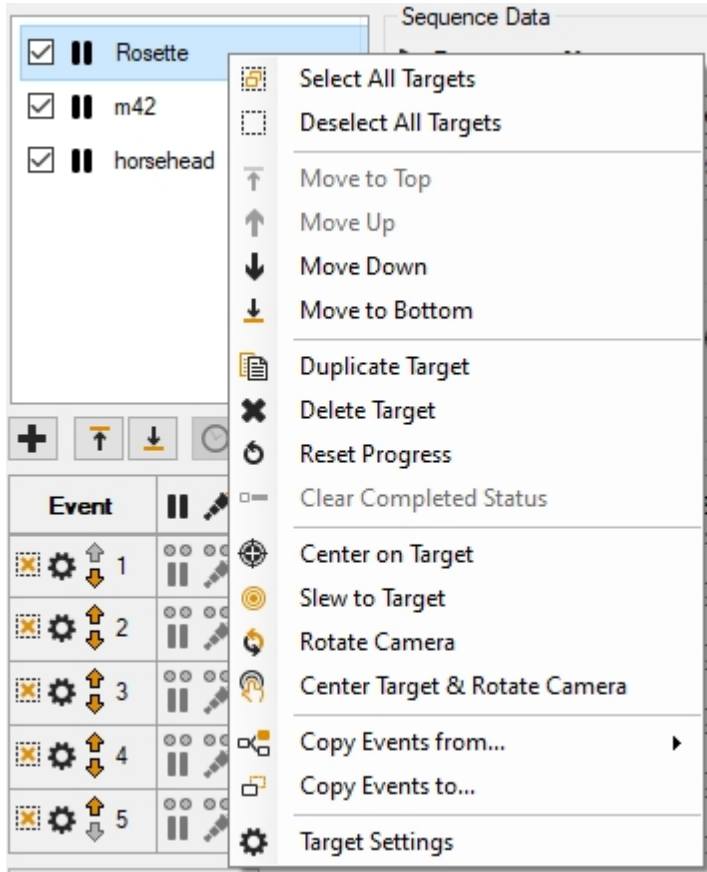 Sequence Data
Rosette
m42
horsehead
Select All Targets
Deselect All Targets
Move to Top
Move Up
Move Down
Move to Bottom
Duplicate Target
Delete Target
Reset Progress
Clear Completed Status
Center on Target
Slew to Target
Rotate Camera
Center Target & Rotate Camera
Copy Events from...
Copy Events to...
Target Settings
Event
1
2
3
4
5